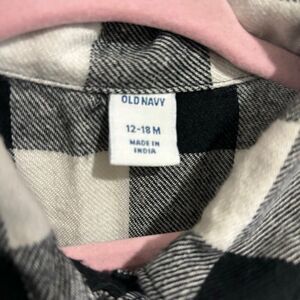 OLD NAVY
12-18 M
MADE IN
INDIA